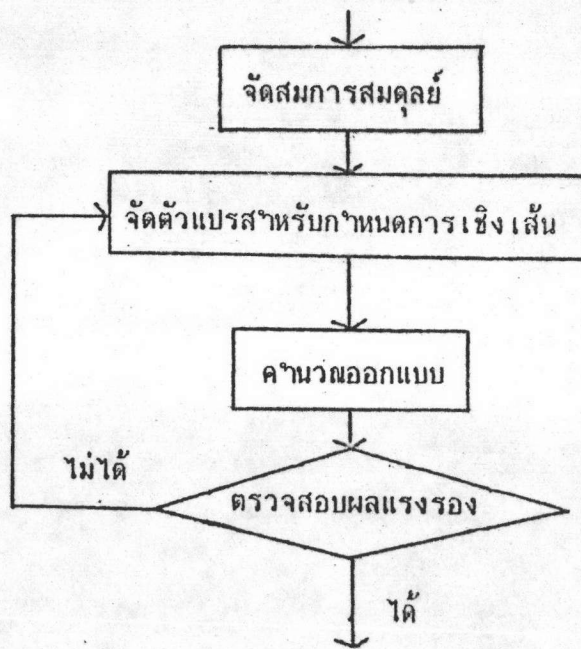 จัดสมการสมดุลย์
จัดตัวแปรสำหรับกำหนดการเชิงเส้น
คำนวณออกแบบ
ไม่ได้
ตรวจสอบผลแรงรอง
ได้